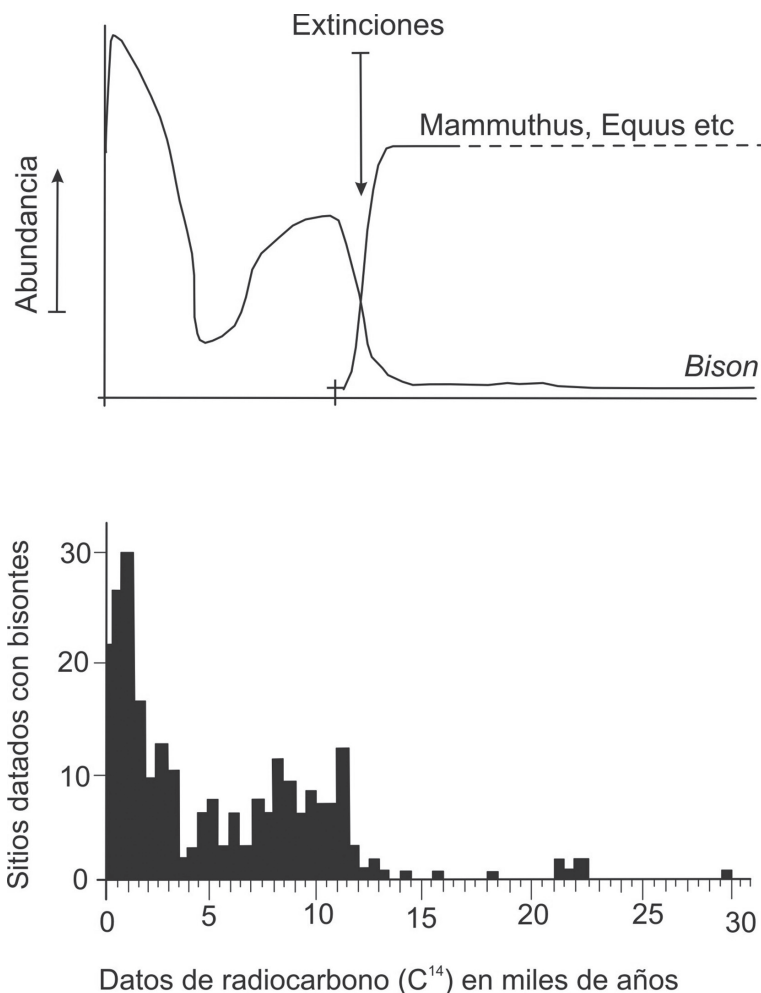 Extinciones
Mammuthus, Equus etc
Abundancia
Bison
Sitios datados con bisontes
30
20
10
0
0 5 10 15 20 25 30
Datos de radiocarbono (C¹⁴) en miles de años